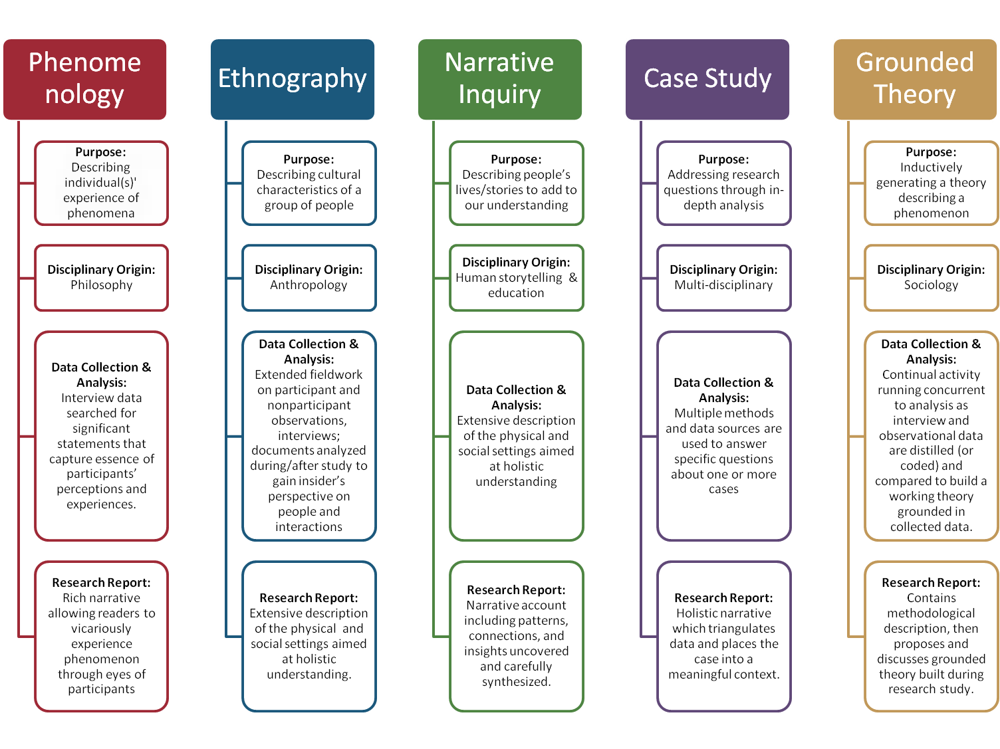 Phenome
nology
Purpose:
Describing
individual(s)'
experience of
phenomena
Disciplinary Origin:
Philosophy
Data Collection &
Analysis:
Interview data
searched for
significant
statements that
capture essence of
participants’
perceptions and
experiences.
Research Report:
Rich narrative
allowing readers to
vicariously
experience
phenomenon
through eyes of
participants
Ethnography
Purpose:
Describing cultural
characteristics of a
group of people
Disciplinary Origin:
Anthropology
Data Collection &
Analysis:
Extended fieldwork
on participant and
nonparticipant
observations,
interviews;
documents analyzed
during/after study to
gain insider’s
perspective on
people and
interactions
Research Report:
Extensive description
of the physical and
social settings aimed
at holistic
understanding.
Narrative
Inquiry
Purpose:
Describing people’s
lives/stories to add to
our understanding
Disciplinary Origin:
Human storytelling &
education
Data Collection &
Analysis:
Extensive description
of the physical and
social settings aimed
at holistic
understanding
Research Report:
Narrative account
including patterns,
connections, and
insights uncovered
and carefully
synthesized.
Case Study
Purpose:
Addressing research
questions through in-
depth analysis
Disciplinary Origin:
Multi-disciplinary
Data Collection &
Analysis:
Multiple methods
and data sources are
used to answer
specific questions
about one or more
cases
Research Report:
Holistic narrative
which triangulates
data and places the
case into a
meaningful context.
Grounded
Theory
Purpose:
Inductively
generating a theory
describing a
phenomenon
Disciplinary Origin:
Sociology
Data Collection &
Analysis:
Continual activity
running concurrent
to analysis as
interview and
observational data
are distilled (or
coded) and
compared to build a
working theory
grounded in
collected data.
Research Report:
Contains
methodological
description, then
proposes and
discusses grounded
theory built during
research study.